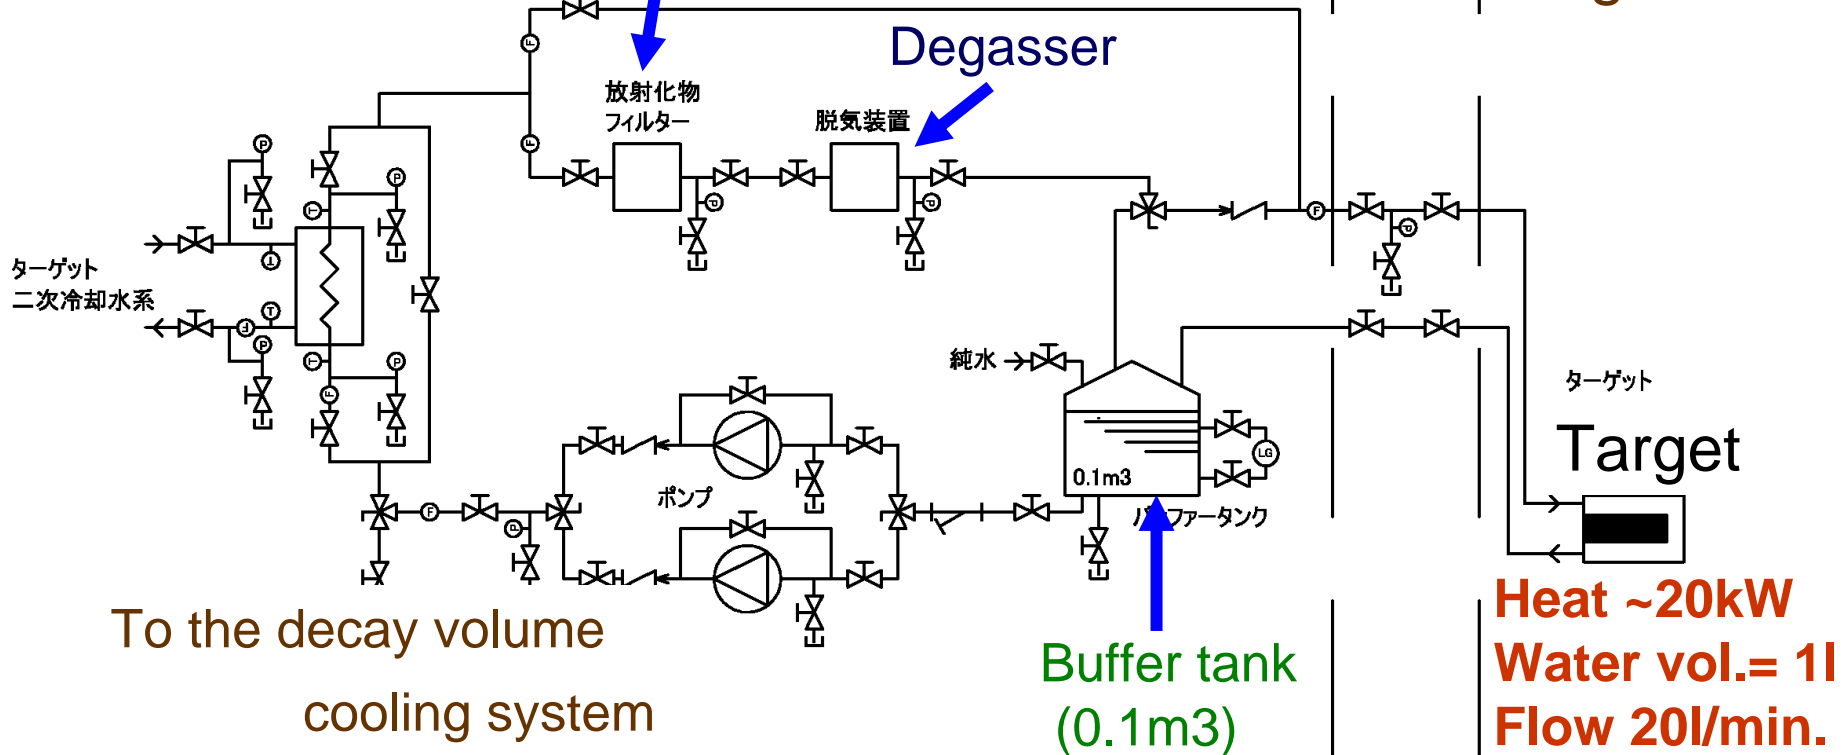 Degasser
放射化物
フィルター
脱気装置
F
F
P
P
T
P
P
F
P
T
ターゲット
二次冷却水系
T
F
P
T
P
F
純水
LG
0.1m3
ターゲット
Target
ポンプ
F
P
タンク
Heat ~20kW
To the decay volume
cooling system
Buffer tank
(0.1m3)
Water vol.= 1l
Flow 20l/min.